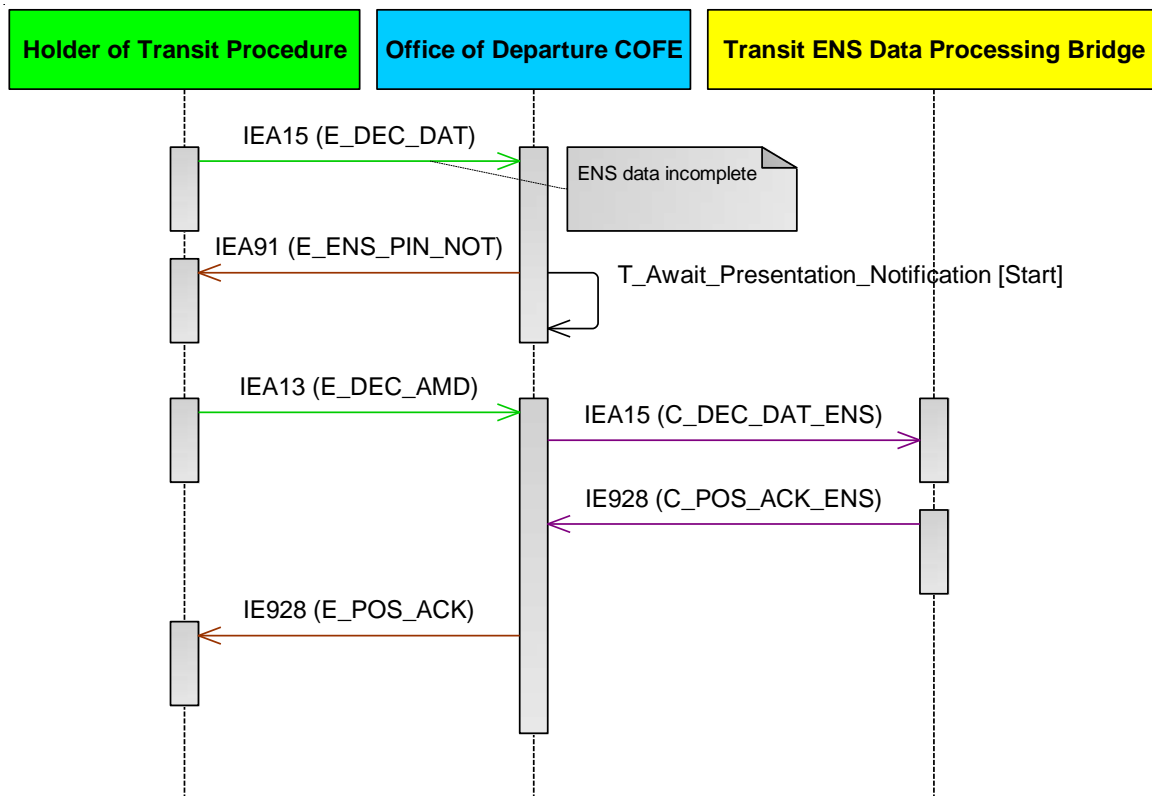 Holder of Transit Procedure
Office of Departure COFE
Transit ENS Data Processing Bridge
IEA15 (E_DEC_DAT)
ENS data incomplete
IEA91 (E_ENS_PIN_NOT)
T_Await_Presentation_Notification [Start]
IEA13 (E_DEC_AMD)
IEA15 (C_DEC_DAT_ENS)
IE928 (C_POS_ACK_ENS)
IE928 (E_POS_ACK)